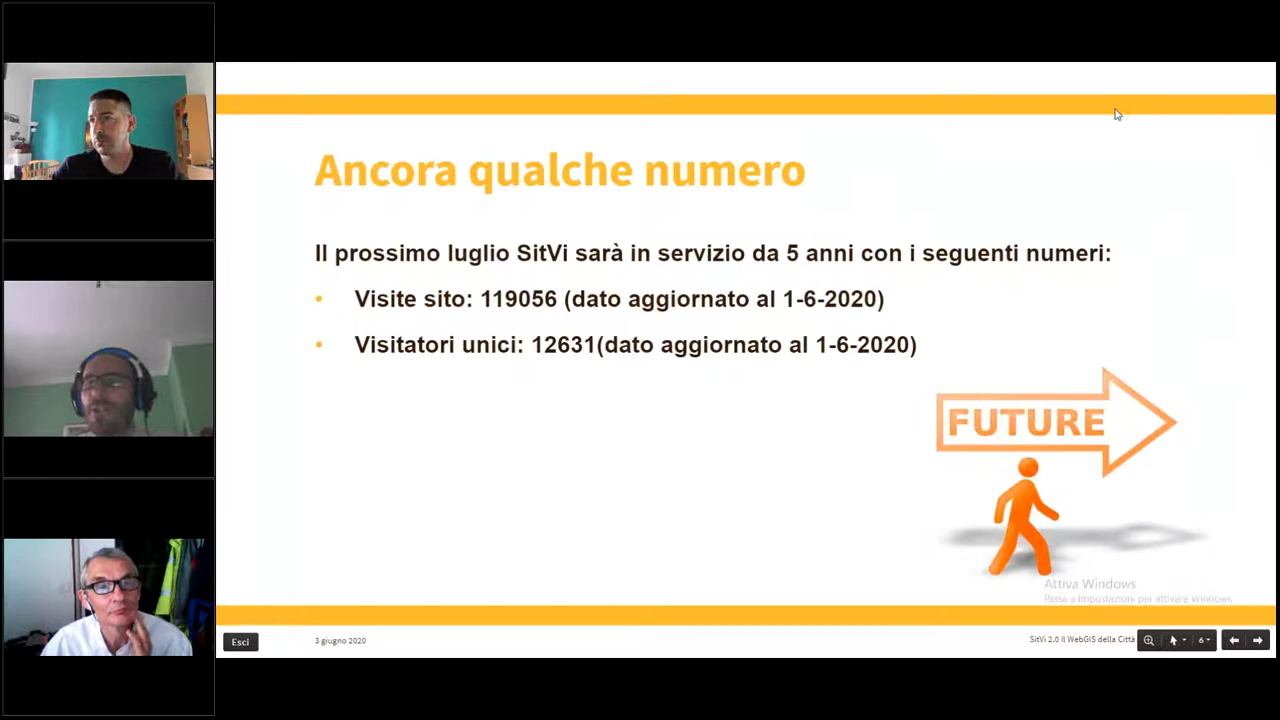 Ancora qualche numero
Il prossimo luglio SitVi sarà in servizio da 5 anni con i seguenti numeri:
• Visite sito: 119056 (dato aggiornato al 1-6-2020)
• Visitatori unici: 12631(dato aggiornato al 1-6-2020)
FUTURE
Attiva Windows
Passa a Impostazioni per attivare Windows.
Esci
3 giugno 2020
SitVi 2.0 Il WebGIS della Città
6